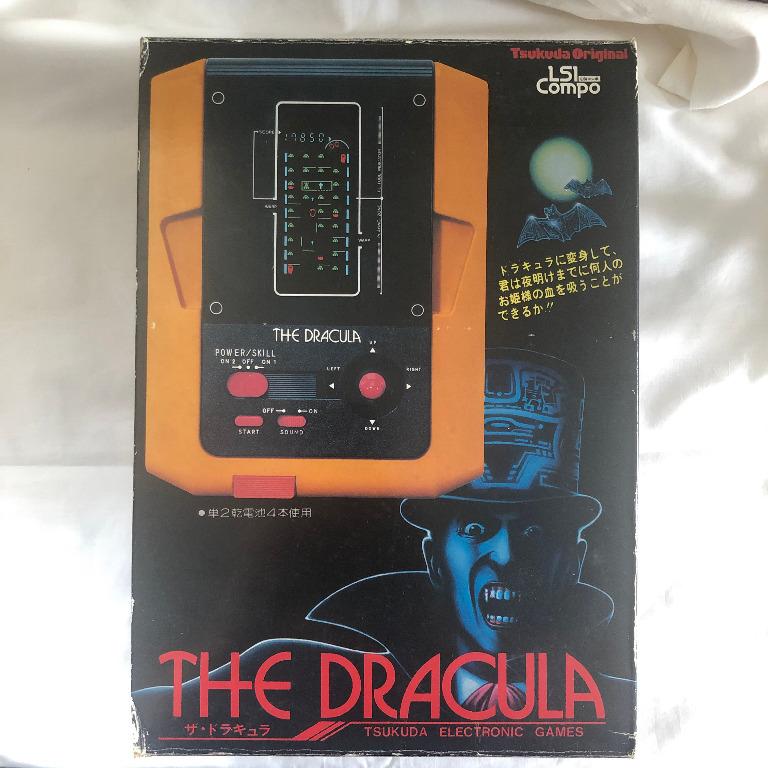 Tsukuda Original
LSI
Compo
SCORE
17850
WARP
WARP
ドラキュラに変身して、
君は夜明けまでに何人の
お姫様の血を吸うことが
できるか!!
THE DRACULA
POWER/SKILL
ON 2 OFF ON 1
UP
LEFT
RIGHT
DOWN
OFF ON
START
SOUND
●単2乾電池4本使用
THE DRACULA
ザ・ドラキュラ
TSUKUDA ELECTRONIC GAMES